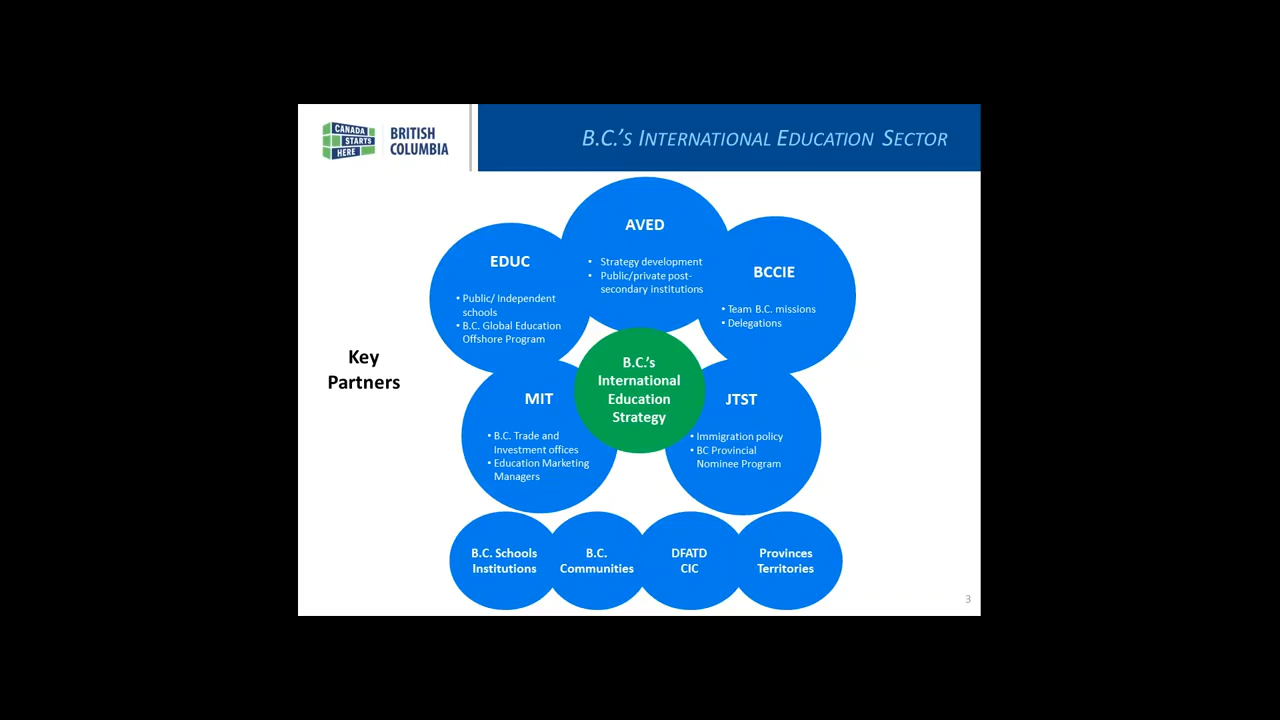 CANADA
STARTS
HERE
BRITISH
COLUMBIA
B.C.'S INTERNATIONAL EDUCATION SECTOR
AVED
• Strategy development
• Public/private post-
secondary institutions
EDUC
• Public/ Independent
schools
• B.C. Global Education
Offshore Program
BCCIE
• Team B.C. missions
• Delegations
Key
Partners
B.C.'s
International
Education
Strategy
MIT
• B.C. Trade and
Investment offices
• Education Marketing
Managers
JTST
• Immigration policy
• BC Provincial
Nominee Program
B.C. Schools
Institutions
B.C.
Communities
DFATD
CIC
Provinces
Territories
3